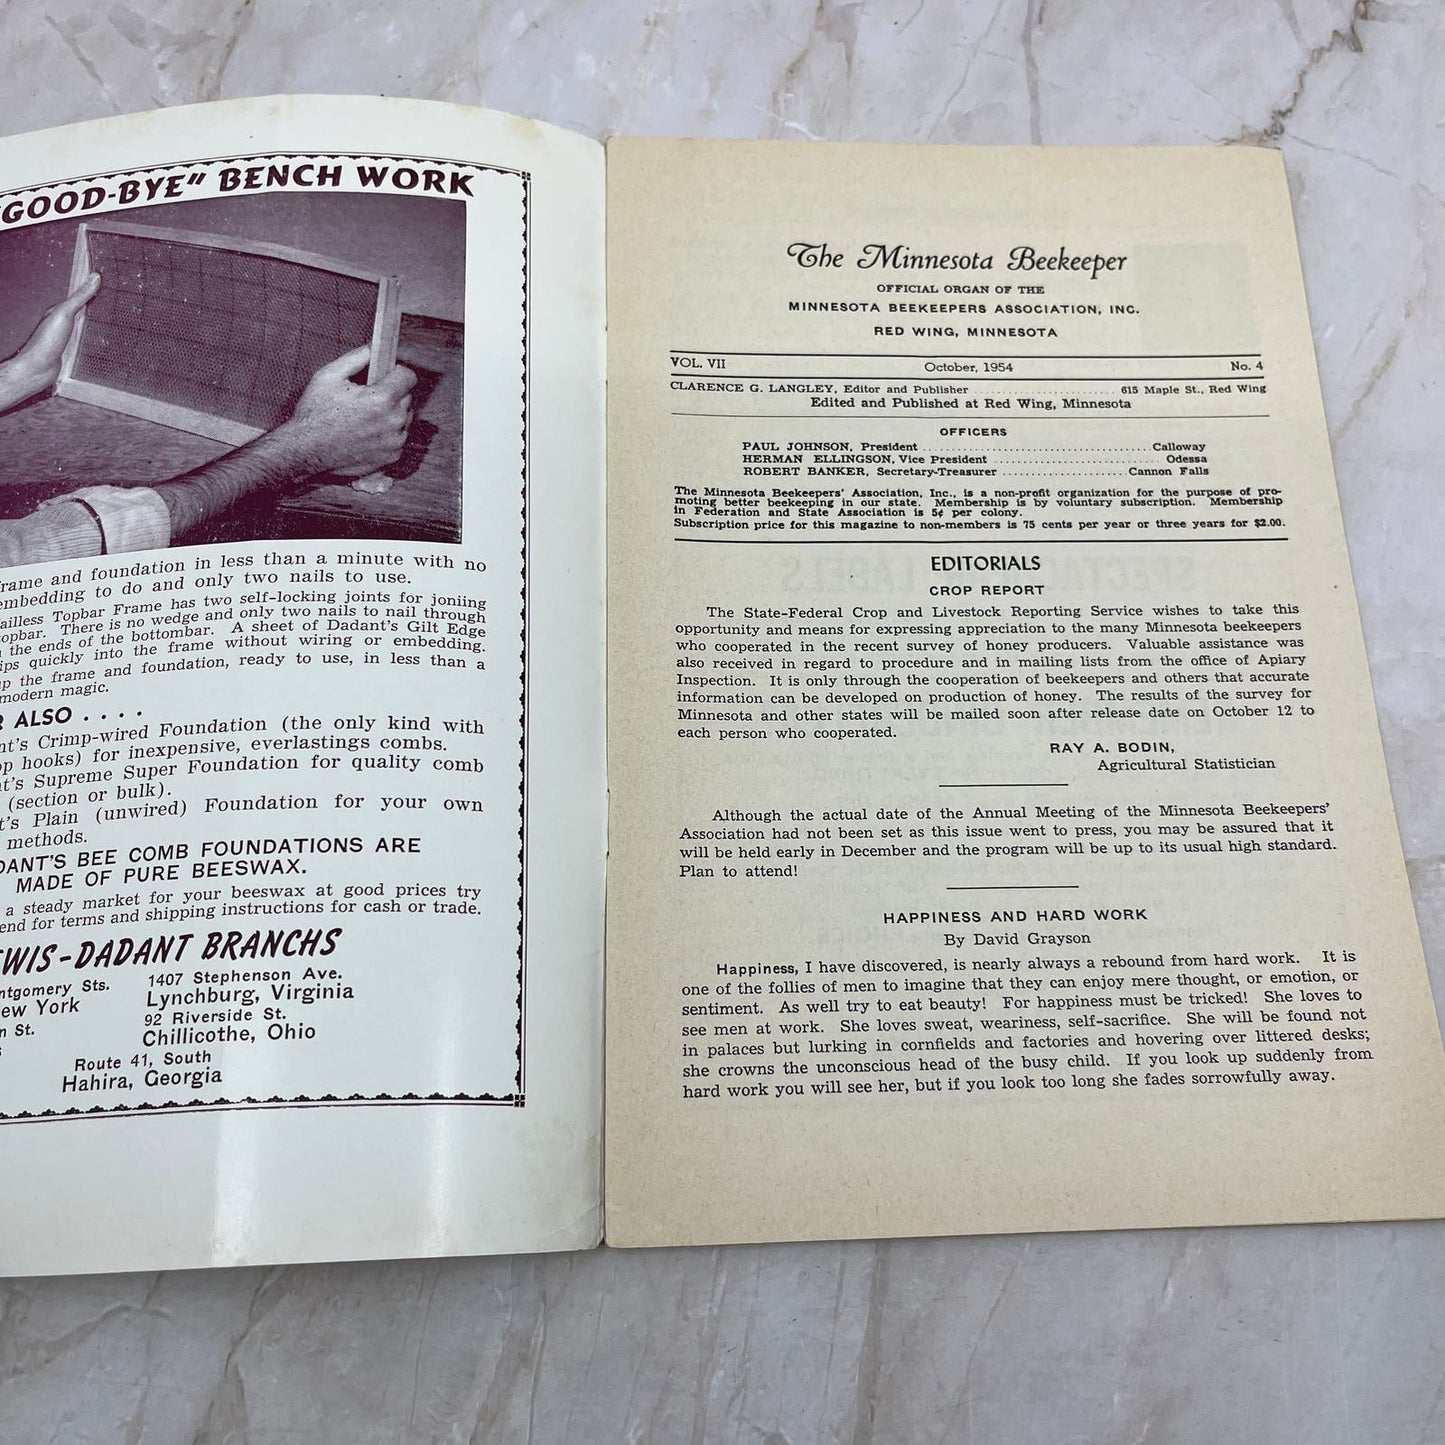 "GOOD-BYE" BENCH WORK
frame and foundation in less than a minute with no
embedding to do and only two nails to use.
Nailless Topbar Frame has two self-locking joints for joniing
topbar. There is no wedge and only two nails to nail through
the ends of the bottombar. A sheet of Dadant's Gilt Edge
quickly into the frame without wiring or embedding.
up the frame and foundation, ready to use, in less than a
modern magic.
ALSO . . . .
Crimp-wired Foundation (the only kind with
hooks) for inexpensive, everlastings combs.
Supreme Super Foundation for quality comb
(section or bulk).
Plain (unwired) Foundation for your own
methods.
DADANT'S BEE COMB FOUNDATIONS ARE
MADE OF PURE BEESWAX.
a steady market for your beeswax at good prices try
send for terms and shipping instructions for cash or trade.
LEWIS-DADANT BRANCHS
Montgomery Sts.
New York
St.
1407 Stephenson Ave.
Lynchburg, Virginia
92 Riverside St.
Chillicothe, Ohio
Route 41, South
Hahira, Georgia
The Minnesota Beekeeper
OFFICIAL ORGAN OF THE
MINNESOTA BEEKEEPERS ASSOCIATION, INC.
RED WING, MINNESOTA
VOL. VII October, 1954 No. 4
CLARENCE G. LANGLEY, Editor and Publisher ........................ 615 Maple St., Red Wing
Edited and Published at Red Wing, Minnesota
OFFICERS
PAUL JOHNSON, President ........................ Calloway
HERMAN ELLINGSON, Vice President ........................ Odessa
ROBERT BANKER, Secretary-Treasurer ........................ Cannon Falls
The Minnesota Beekeepers' Association, Inc., is a non-profit organization for the purpose of pro-
moting better beekeeping in our state. Membership is by voluntary subscription. Membership
in Federation and State Association is 5¢ per colony.
Subscription price for this magazine to non-members is 75 cents per year or three years for $2.00.
EDITORIALS
CROP REPORT
The State-Federal Crop and Livestock Reporting Service wishes to take this
opportunity and means for expressing appreciation to the many Minnesota beekeepers
who cooperated in the recent survey of honey producers. Valuable assistance was
also received in regard to procedure and in mailing lists from the office of Apiary
Inspection. It is only through the cooperation of beekeepers and others that accurate
information can be developed on production of honey. The results of the survey for
Minnesota and other states will be mailed soon after release date on October 12 to
each person who cooperated.
RAY A. BODIN,
Agricultural Statistician
Although the actual date of the Annual Meeting of the Minnesota Beekeepers'
Association had not been set as this issue went to press, you may be assured that it
will be held early in December and the program will be up to its usual high standard.
Plan to attend!
HAPPINESS AND HARD WORK
By David Grayson
Happiness, I have discovered, is nearly always a rebound from hard work. It is
one of the follies of men to imagine that they can enjoy mere thought, or emotion, or
sentiment. As well try to eat beauty! For happiness must be tricked! She loves to
see men at work. She loves sweat, weariness, self-sacrifice. She will be found not
in palaces but lurking in cornfields and factories and hovering over littered desks;
she crowns the unconscious head of the busy child. If you look up suddenly from
hard work you will see her, but if you look too long she fades sorrowfully away.